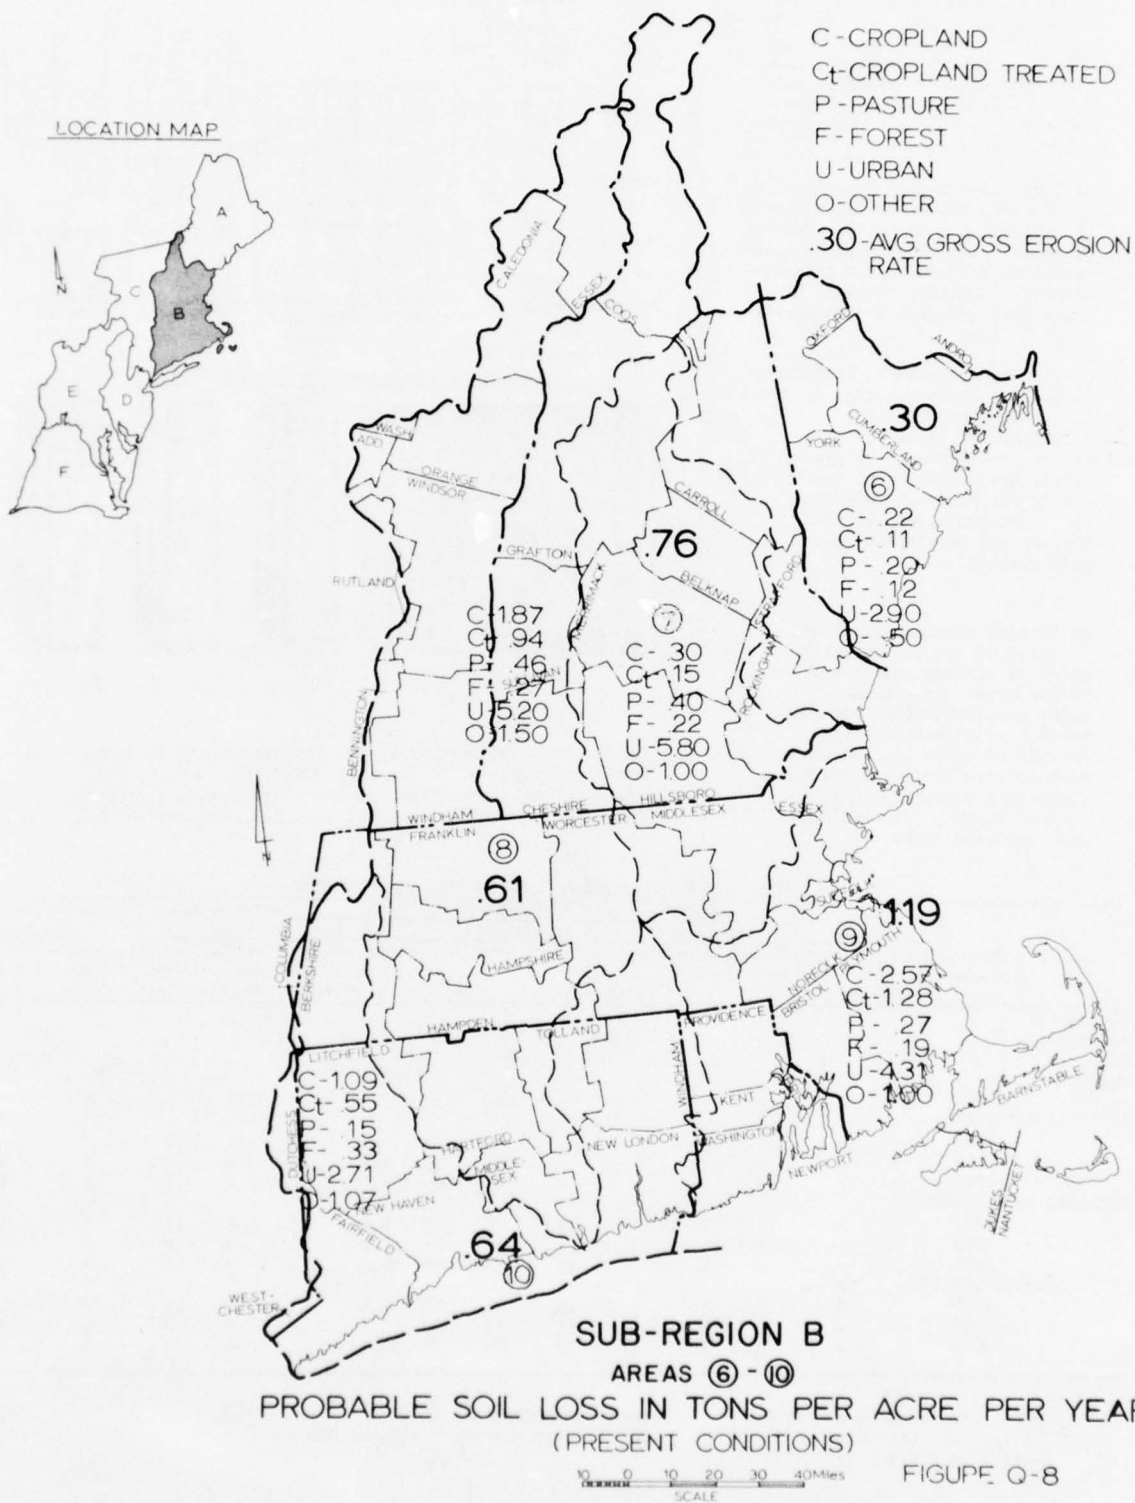 C-CROPLAND
Ct-CROPLAND TREATED
P-PASTURE
F-FOREST
U-URBAN
O-OTHER
.30-AVG. GROSS EROSION
RATE
LOCATION MAP
A
N
C
B
E
D
F
CALEDONIA
ESSEX
COOS
OXFORD
ANDRO.
WASH.
ADD.
ORANGE
WINDSOR
.30
CUMBERLAND
YORK
6
C- .22
Ct- .11
P- .20
F- .12
U-2.90
O- .50
CARROLL
.76
GRAFTON
MERRIMACK
BELKNAP
STRAFFORD
RUTLAND
7
C- .30
Ct- .15
P- .40
F- .22
U-5.80
O-1.00
ROCKINGHAM
C-1.87
Ct- .94
P- .46
F- .27
U-5.20
O-1.50
BENNINGTON
WINDHAM
CHESHIRE
HILLSBORO
FRANKLIN
WORCESTER
MIDDLESEX
ESSEX
N
8
.61
1.19
9
COLUMBIA
BERKSHIRE
HAMPSHIRE
NORFOLK
PLYMOUTH
BRISTOL
C-2.57
Ct-1.28
P- .27
F- .19
U-4.31
O-1.00
HAMPDEN
TOLLAND
PROVIDENCE
LITCHFIELD
WINDHAM
KENT
BARNSTABLE
C-1.09
Ct- .55
P- .15
F- .33
U-2.71
O-1.07
DUTCHESS
HARTFORD
NEW LONDON
WASHINGTON
MIDDLE-
SEX
NEWPORT
NEW HAVEN
FAIRFIELD
DUKES
NANTUCKET
.64
10
WEST-
CHESTER
SUB-REGION B
AREAS 6 - 10
PROBABLE SOIL LOSS IN TONS PER ACRE PER YEAR
(PRESENT CONDITIONS)
10 0 10 20 30 40Miles
SCALE
FIGURE Q-8